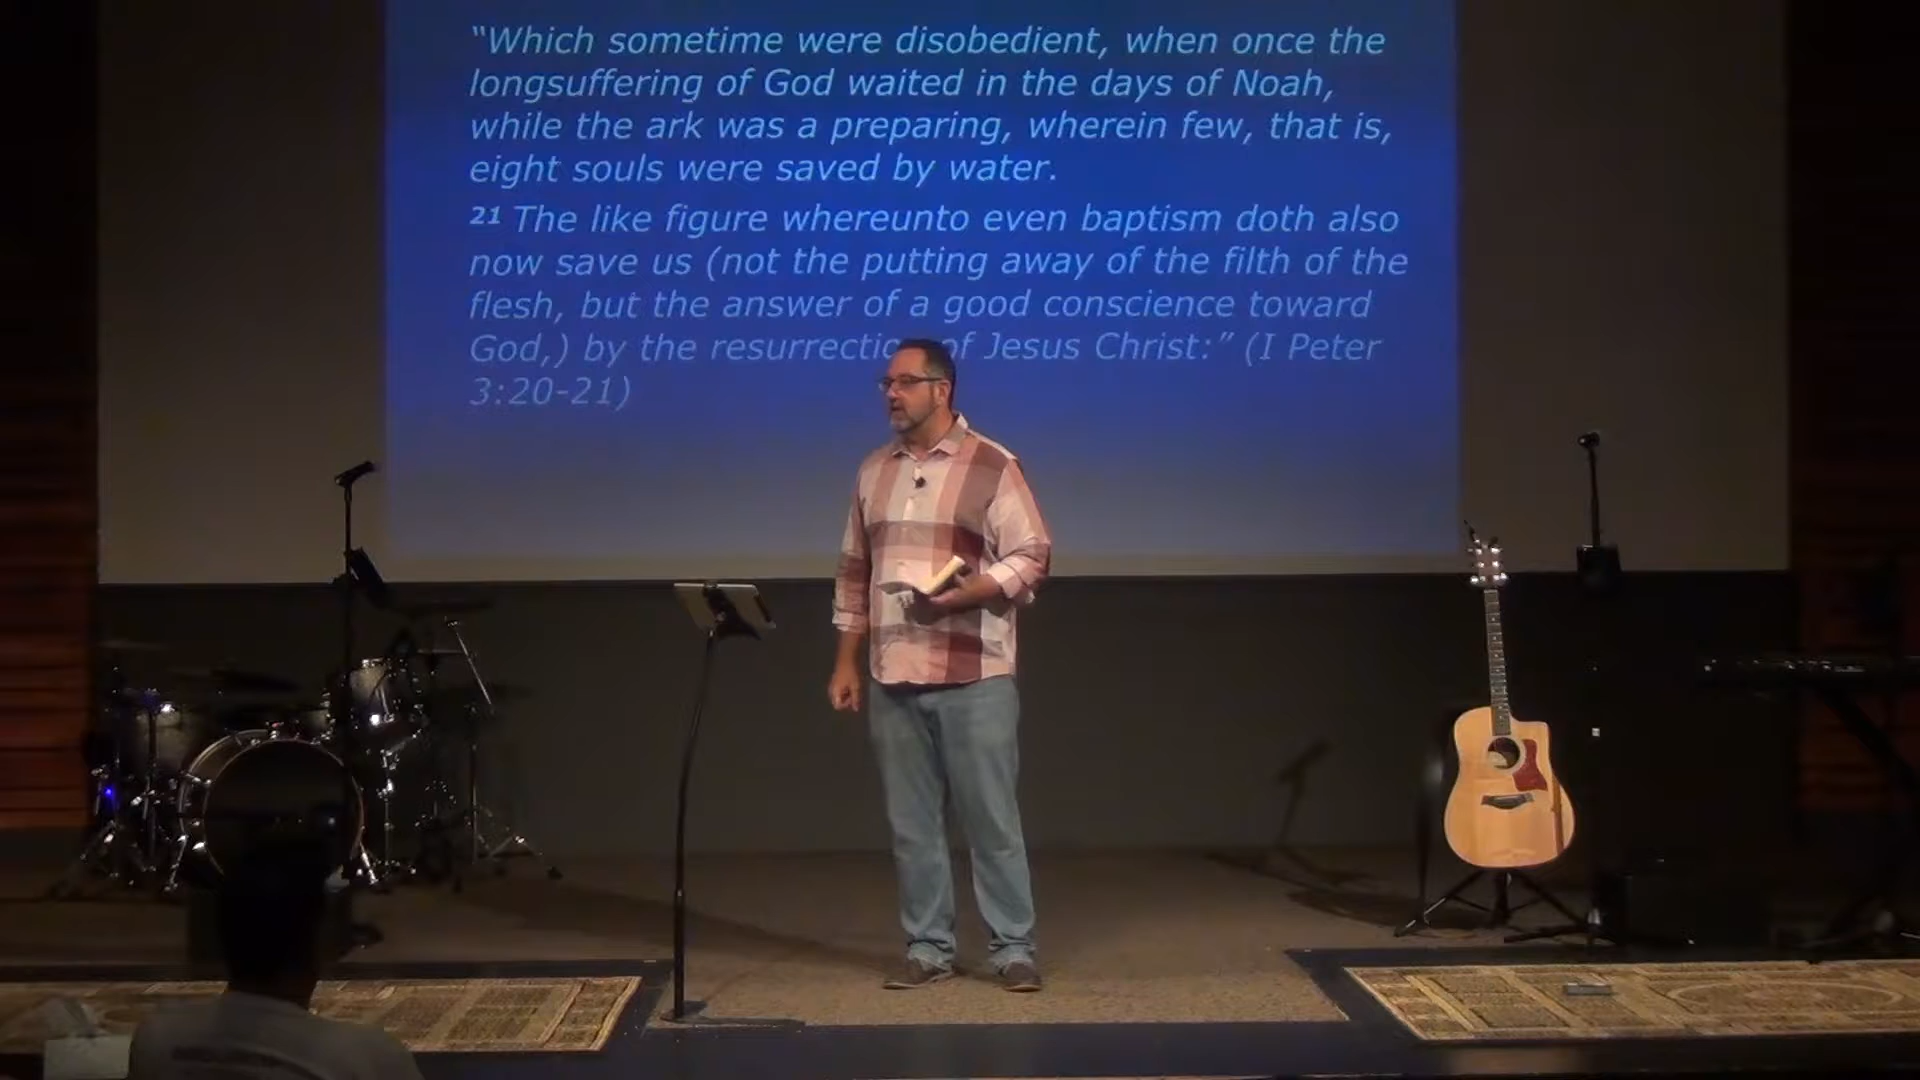 “Which sometime were disobedient, when once the
longsuffering of God waited in the days of Noah,
while the ark was a preparing, wherein few, that is,
eight souls were saved by water.
21 The like figure whereunto even baptism doth also
now save us (not the putting away of the filth of the
flesh, but the answer of a good conscience toward
God,) by the resurrectio of Jesus Christ:” (I Peter
3:20-21)